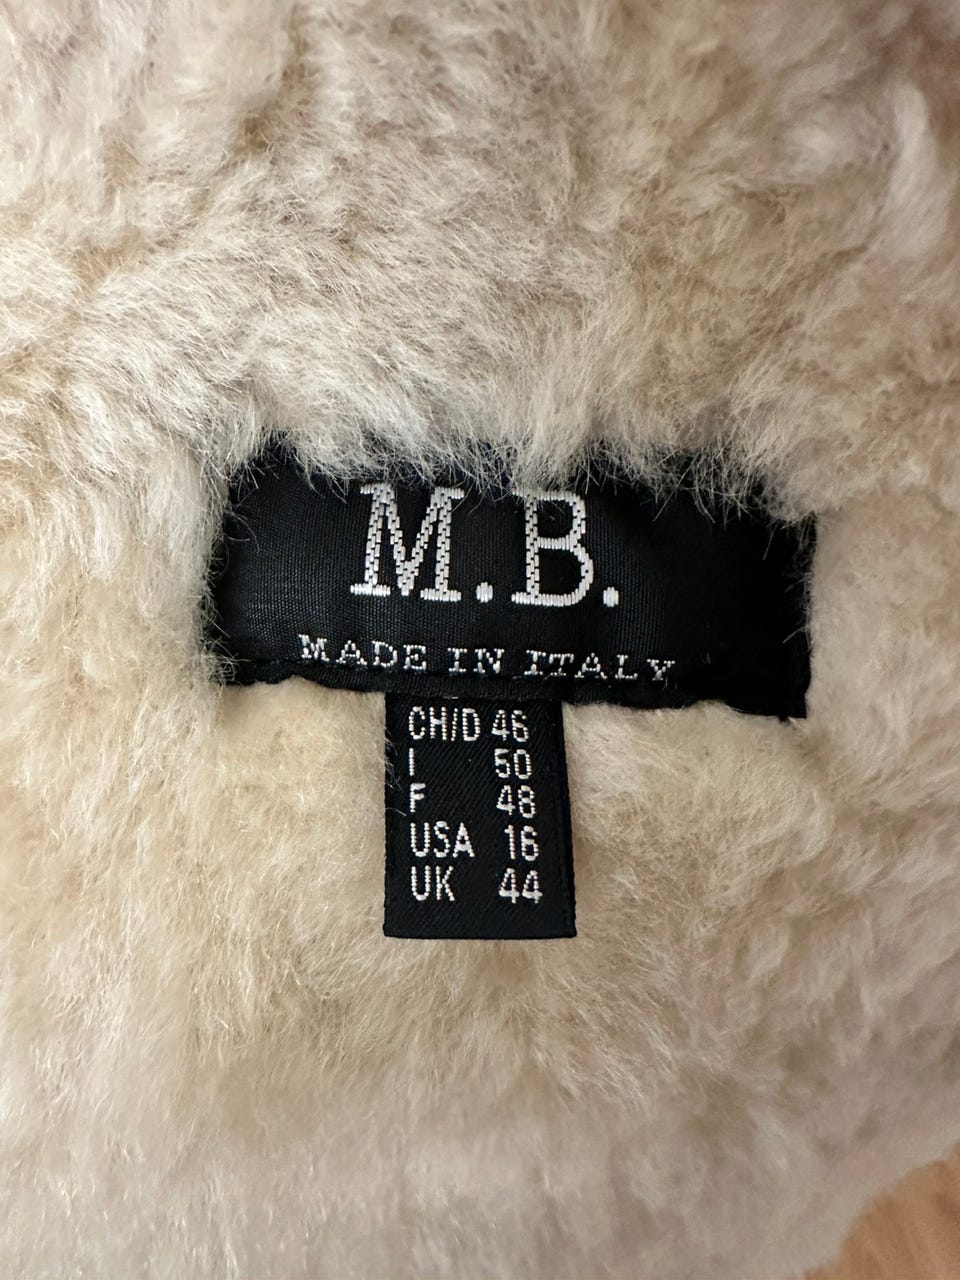 M.B.
MADE IN ITALY
CH/D 46
I 50
F 48
USA 16
UK 44